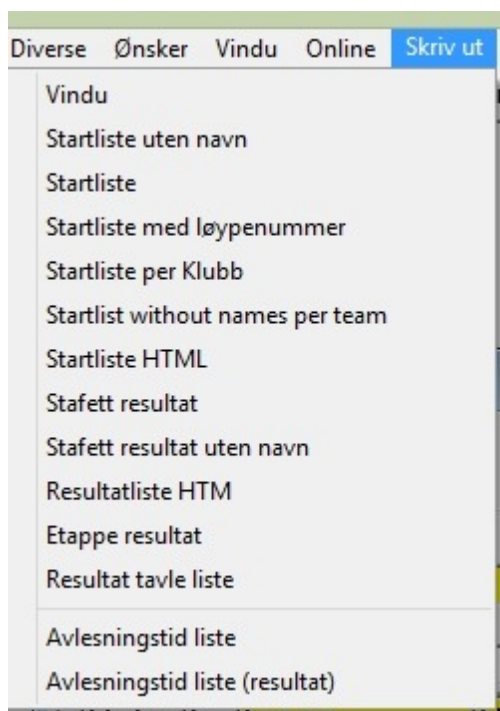 Diverse Ønsker Vindu Online Skriv ut
Vindu
Startliste uten navn
Startliste
Startliste med løypenummer
Startliste per Klubb
Startlist without names per team
Startliste HTML
Stafett resultat
Stafett resultat uten navn
Resultatliste HTM
Etappe resultat
Resultat tavle liste
Avlesningstid liste
Avlesningstid liste (resultat)